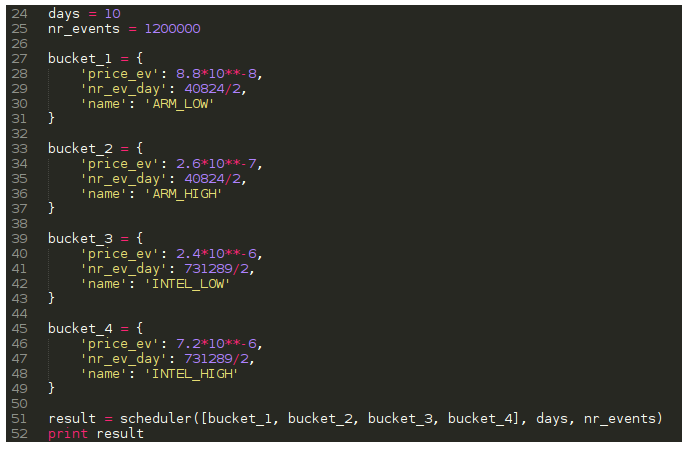 24 days = 10
25 nr_events = 1200000
26
27 bucket_1 = {
28     'price_ev': 8.8*10**-8,
29     'nr_ev_day': 40824/2,
30     'name': 'ARM_LOW'
31 }
32
33 bucket_2 = {
34     'price_ev': 2.6*10**-7,
35     'nr_ev_day': 40824/2,
36     'name': 'ARM_HIGH'
37 }
38
39 bucket_3 = {
40     'price_ev': 2.4*10**-6,
41     'nr_ev_day': 731289/2,
42     'name': 'INTEL_LOW'
43 }
44
45 bucket_4 = {
46     'price_ev': 7.2*10**-6,
47     'nr_ev_day': 731289/2,
48     'name': 'INTEL_HIGH'
49 }
50
51 result = scheduler([bucket_1, bucket_2, bucket_3, bucket_4], days, nr_events)
52 print result